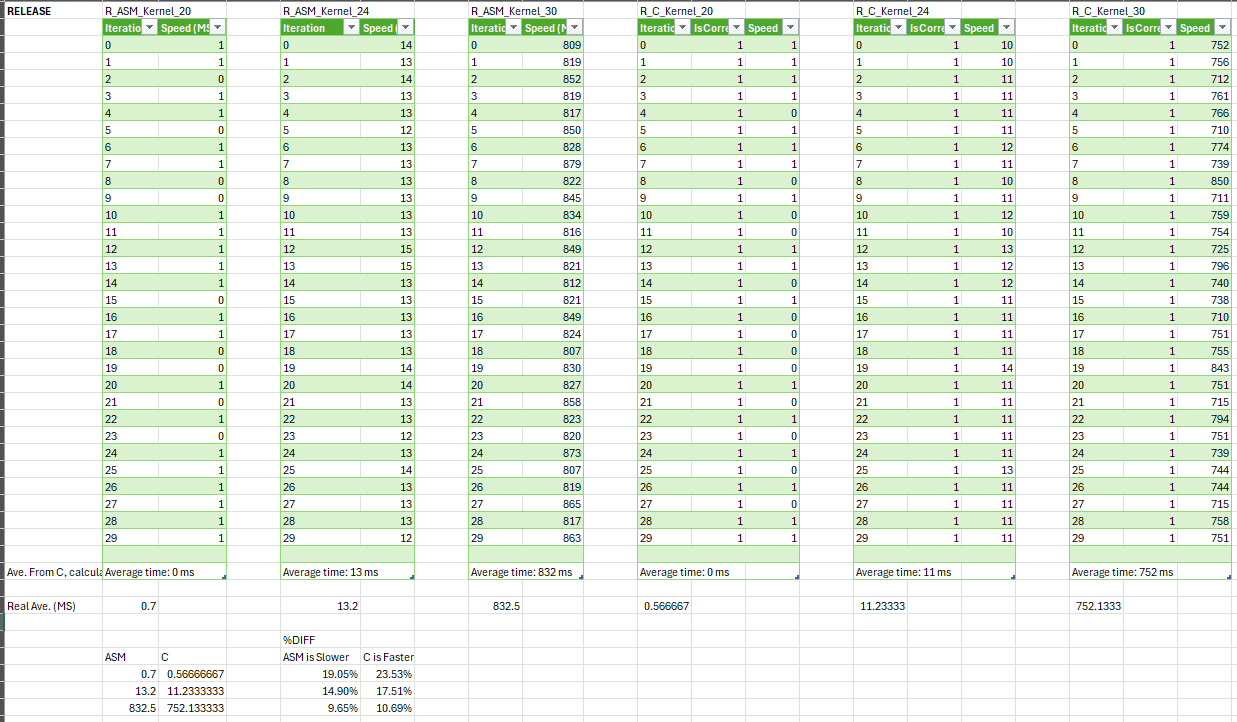 RELEASE R_ASM_Kernel_20 R_ASM_Kernel_24 R_ASM_Kernel_30 R_C_Kernel_20 R_C_Kernel_24 R_C_Kernel_30
Iteratio Speed (MS Iteration Speed ( Iteratio Speed (M Iteratic IsCorre Speed Iteratic IsCorre Speed Iteratic IsCorre Speed
0 1 0 14 0 809 0 1 1 0 1 10 0 1 752
1 1 1 13 1 819 1 1 1 1 1 10 1 1 756
2 0 2 14 2 852 2 1 1 2 1 11 2 1 712
3 1 3 13 3 819 3 1 1 3 1 11 3 1 761
4 1 4 13 4 817 4 1 0 4 1 11 4 1 766
5 0 5 12 5 850 5 1 1 5 1 11 5 1 710
6 1 6 13 6 828 6 1 1 6 1 12 6 1 774
7 1 7 13 7 879 7 1 1 7 1 11 7 1 739
8 0 8 13 8 822 8 1 0 8 1 10 8 1 850
9 0 9 13 9 845 9 1 1 9 1 11 9 1 711
10 1 10 13 10 834 10 1 0 10 1 12 10 1 759
11 1 11 13 11 816 11 1 0 11 1 10 11 1 754
12 1 12 15 12 849 12 1 1 12 1 13 12 1 725
13 1 13 15 13 821 13 1 1 13 1 12 13 1 796
14 1 14 13 14 812 14 1 0 14 1 12 14 1 740
15 0 15 13 15 821 15 1 1 15 1 11 15 1 738
16 1 16 13 16 849 16 1 0 16 1 11 16 1 710
17 1 17 13 17 824 17 1 0 17 1 11 17 1 751
18 0 18 13 18 807 18 1 0 18 1 11 18 1 755
19 0 19 14 19 830 19 1 0 19 1 14 19 1 843
20 1 20 14 20 827 20 1 1 20 1 11 20 1 751
21 0 21 13 21 858 21 1 0 21 1 11 21 1 715
22 1 22 13 22 823 22 1 1 22 1 11 22 1 794
23 0 23 12 23 820 23 1 0 23 1 11 23 1 751
24 1 24 13 24 873 24 1 1 24 1 11 24 1 739
25 1 25 14 25 807 25 1 0 25 1 13 25 1 744
26 1 26 13 26 819 26 1 1 26 1 11 26 1 744
27 1 27 13 27 865 27 1 0 27 1 11 27 1 715
28 1 28 13 28 817 28 1 1 28 1 11 28 1 758
29 1 29 12 29 863 29 1 1 29 1 11 29 1 751
Ave. From C, calcula Average time: 0 ms Average time: 13 ms Average time: 832 ms Average time: 0 ms Average time: 11 ms Average time: 752 ms
Real Ave. (MS) 0.7 13.2 832.5 0.566667 11.23333 752.1333
%DIFF
ASM C ASM is Slower C is Faster
0.7 0.56666667 19.05% 23.53%
13.2 11.2333333 14.90% 17.51%
832.5 752.133333 9.65% 10.69%